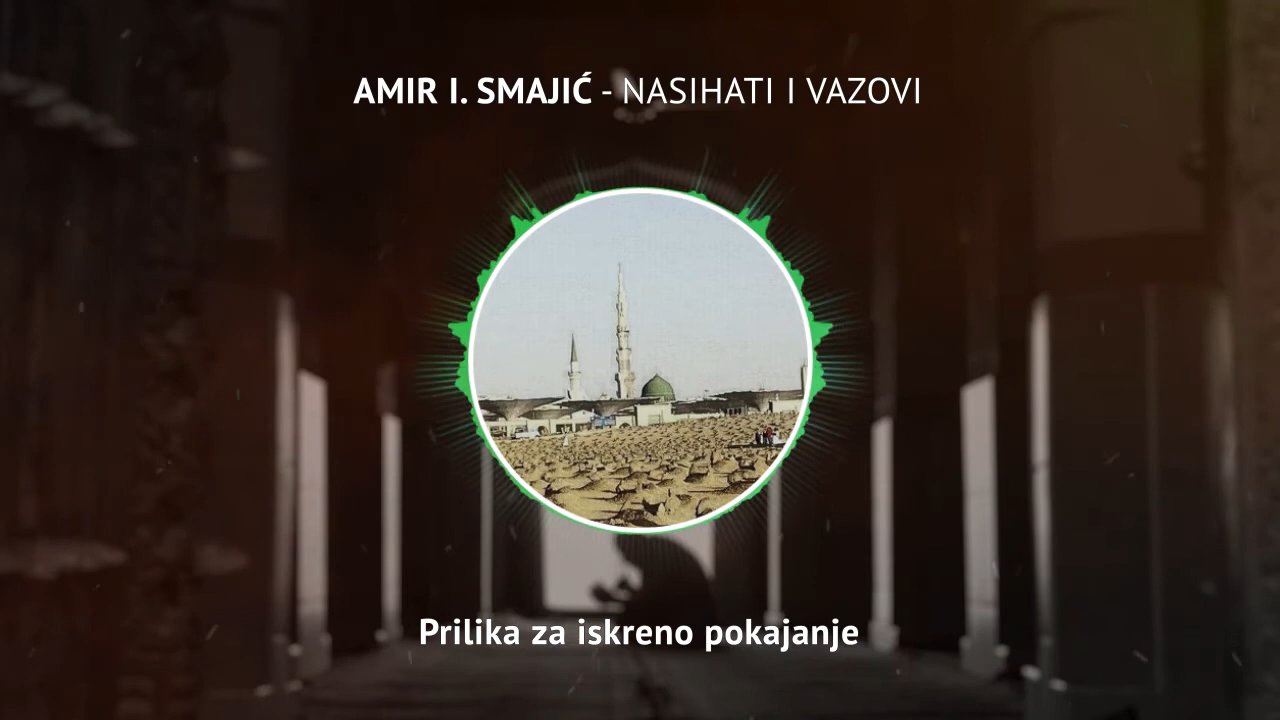 AMIR I. SMAJIĆ - NASIHATI I VAZOVI
Prilika za iskreno pokajanje